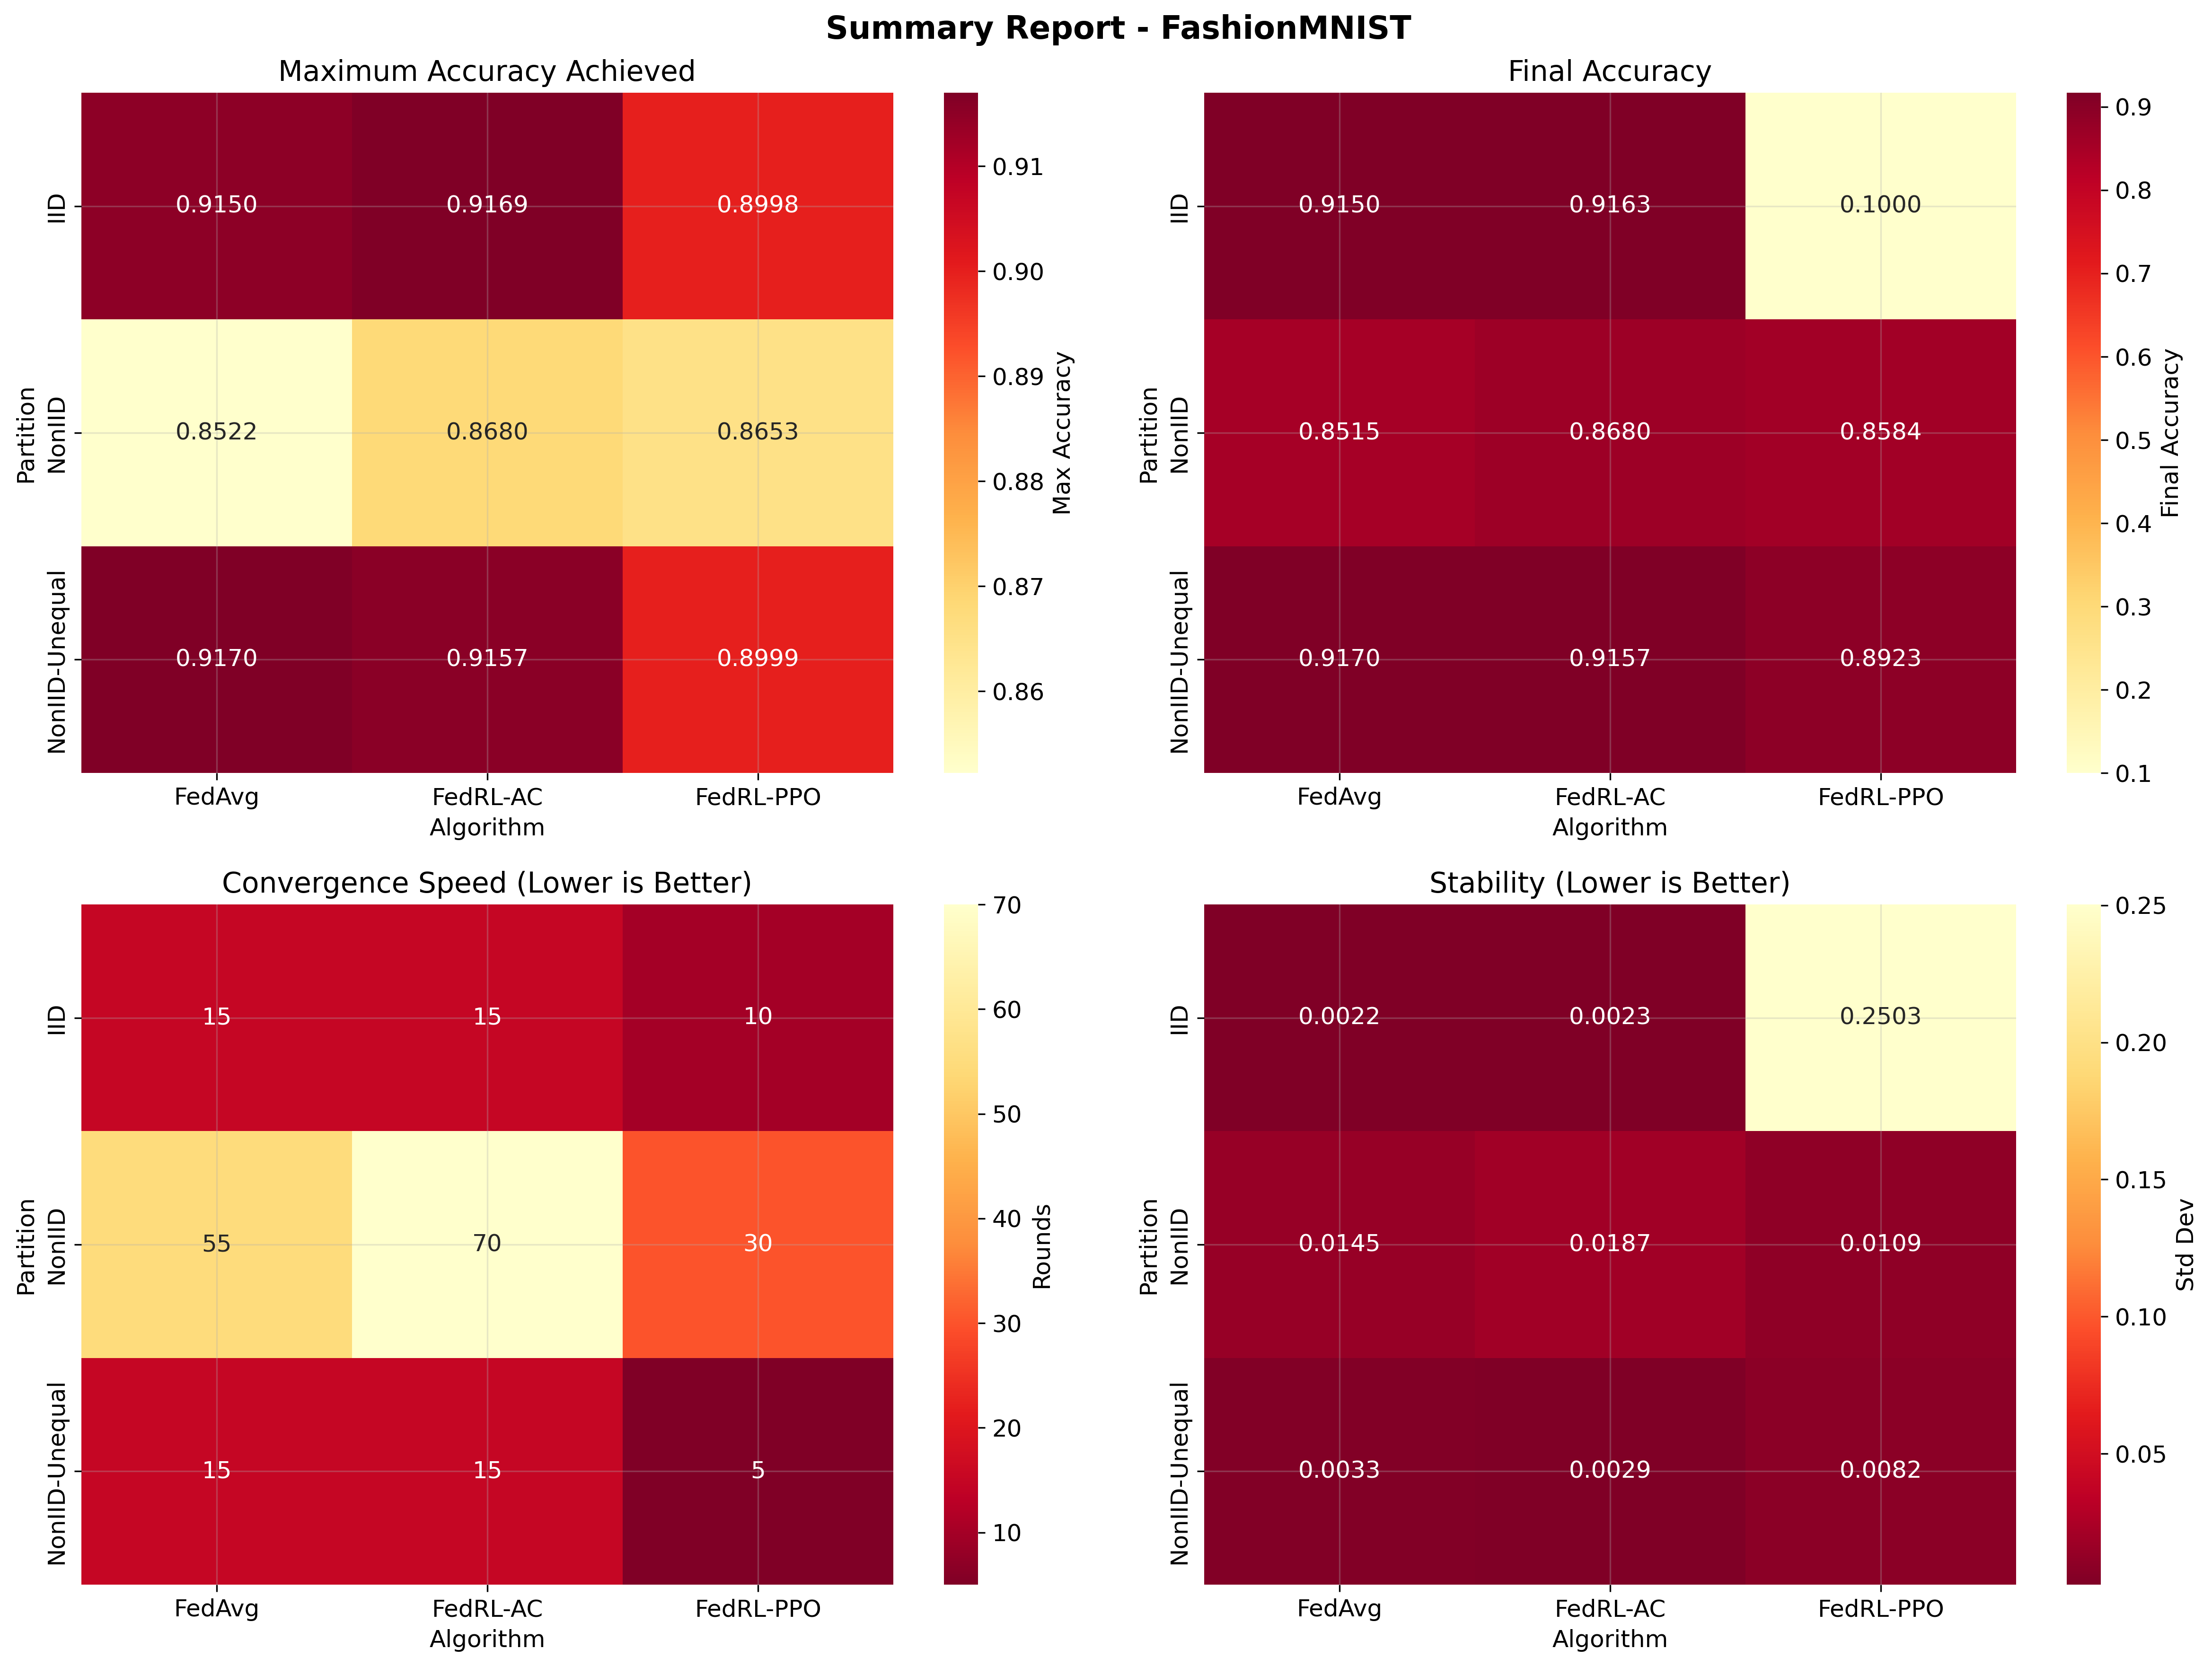 Summary Report - FashionMNIST
Maximum Accuracy Achieved
Partition
IID
NonIID
NonIID-Unequal
0.9150 0.9169 0.8998
0.8522 0.8680 0.8653
0.9170 0.9157 0.8999
FedAvg FedRL-AC FedRL-PPO
Algorithm
0.91
0.90
0.89
0.88
0.87
0.86
Max Accuracy
Final Accuracy
Partition
IID
NonIID
NonIID-Unequal
0.9150 0.9163 0.1000
0.8515 0.8680 0.8584
0.9170 0.9157 0.8923
FedAvg FedRL-AC FedRL-PPO
Algorithm
0.9
0.8
0.7
0.6
0.5
0.4
0.3
0.2
0.1
Final Accuracy
Convergence Speed (Lower is Better)
Partition
IID
NonIID
NonIID-Unequal
15 15 10
55 70 30
15 15 5
FedAvg FedRL-AC FedRL-PPO
Algorithm
70
60
50
40
30
20
10
Rounds
Stability (Lower is Better)
Partition
IID
NonIID
NonIID-Unequal
0.0022 0.0023 0.2503
0.0145 0.0187 0.0109
0.0033 0.0029 0.0082
FedAvg FedRL-AC FedRL-PPO
Algorithm
0.25
0.20
0.15
0.10
0.05
Std Dev